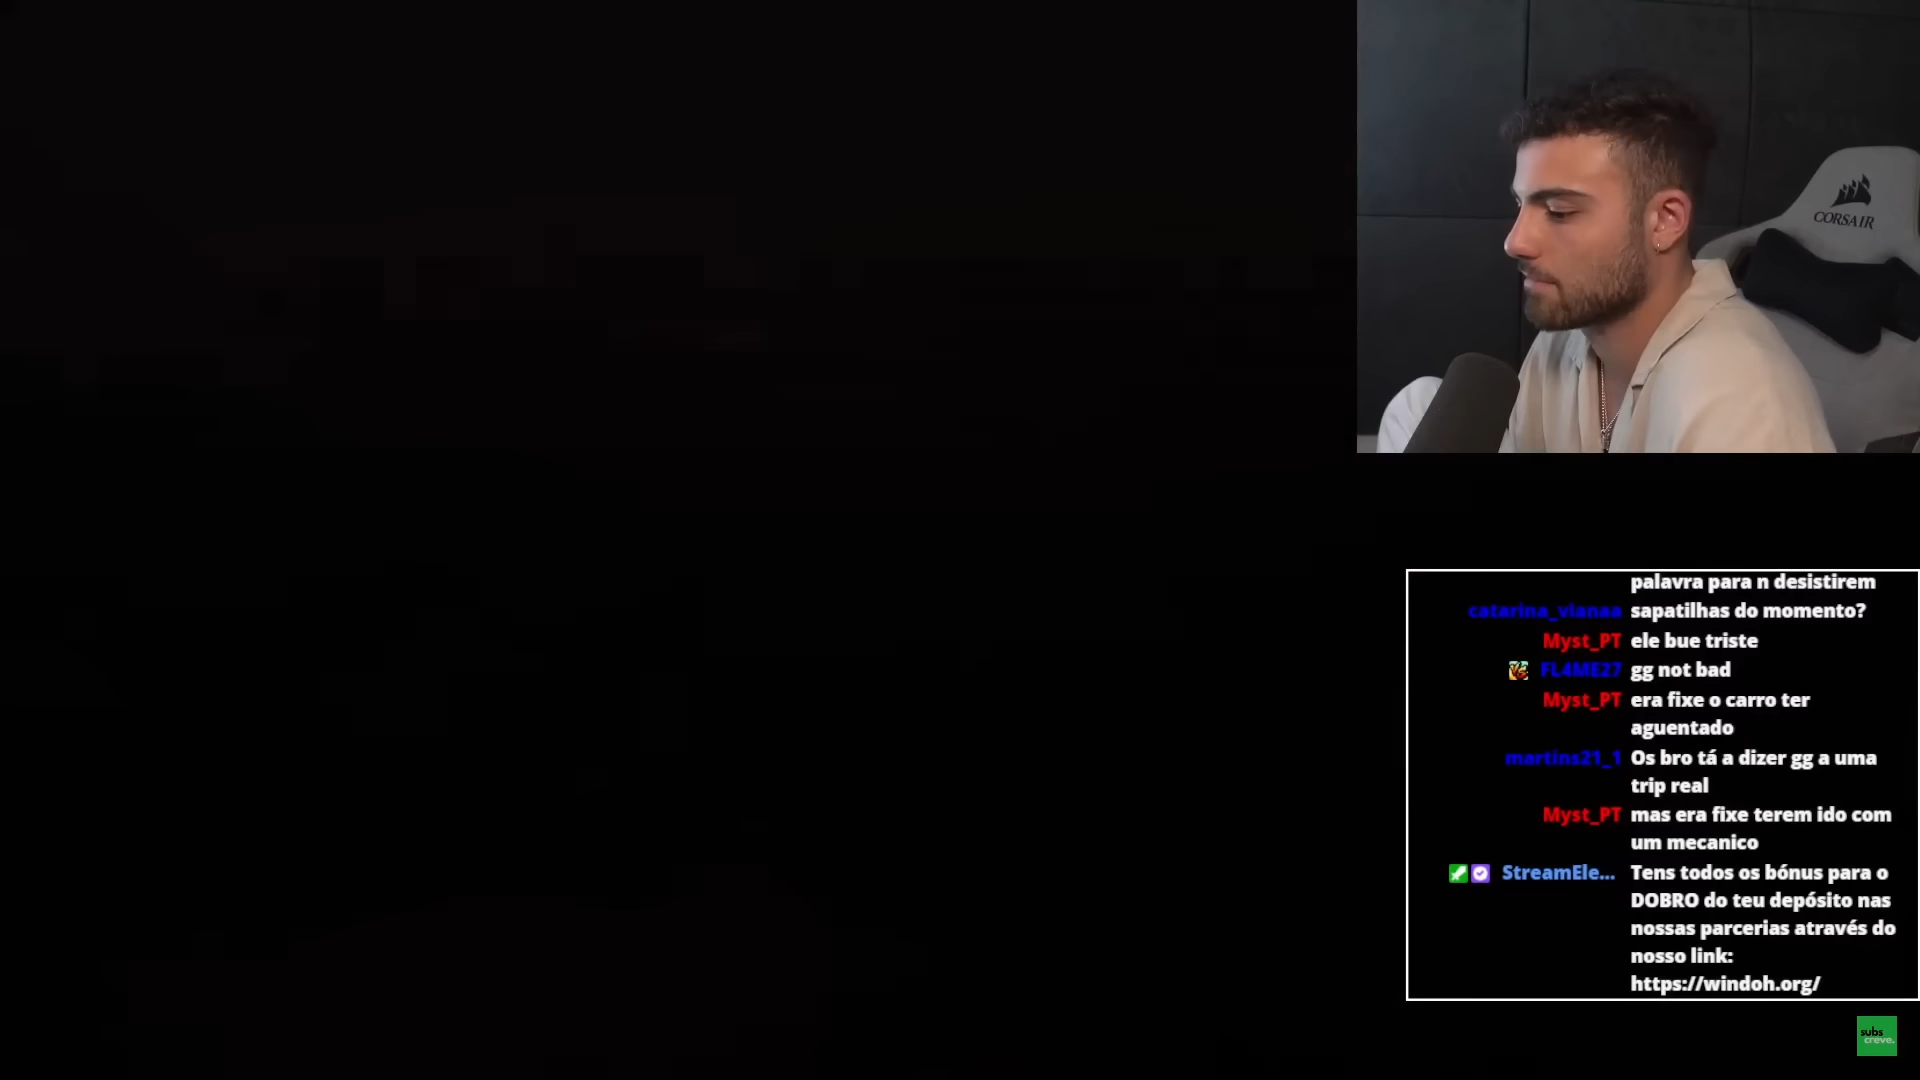 CORSAIR
palavra para n desistirem
catarina_vianaa sapatilhas do momento?
Myst_PT ele bue triste
FL4ME27 gg not bad
Myst_PT era fixe o carro ter
aguentado
martins21_1 Os bro tá a dizer gg a uma
trip real
Myst_PT mas era fixe terem ido com
um mecanico
StreamEle... Tens todos os bónus para o
DOBRO do teu depósito nas
nossas parcerias através do
nosso link:
https://windoh.org/
subs
creve.